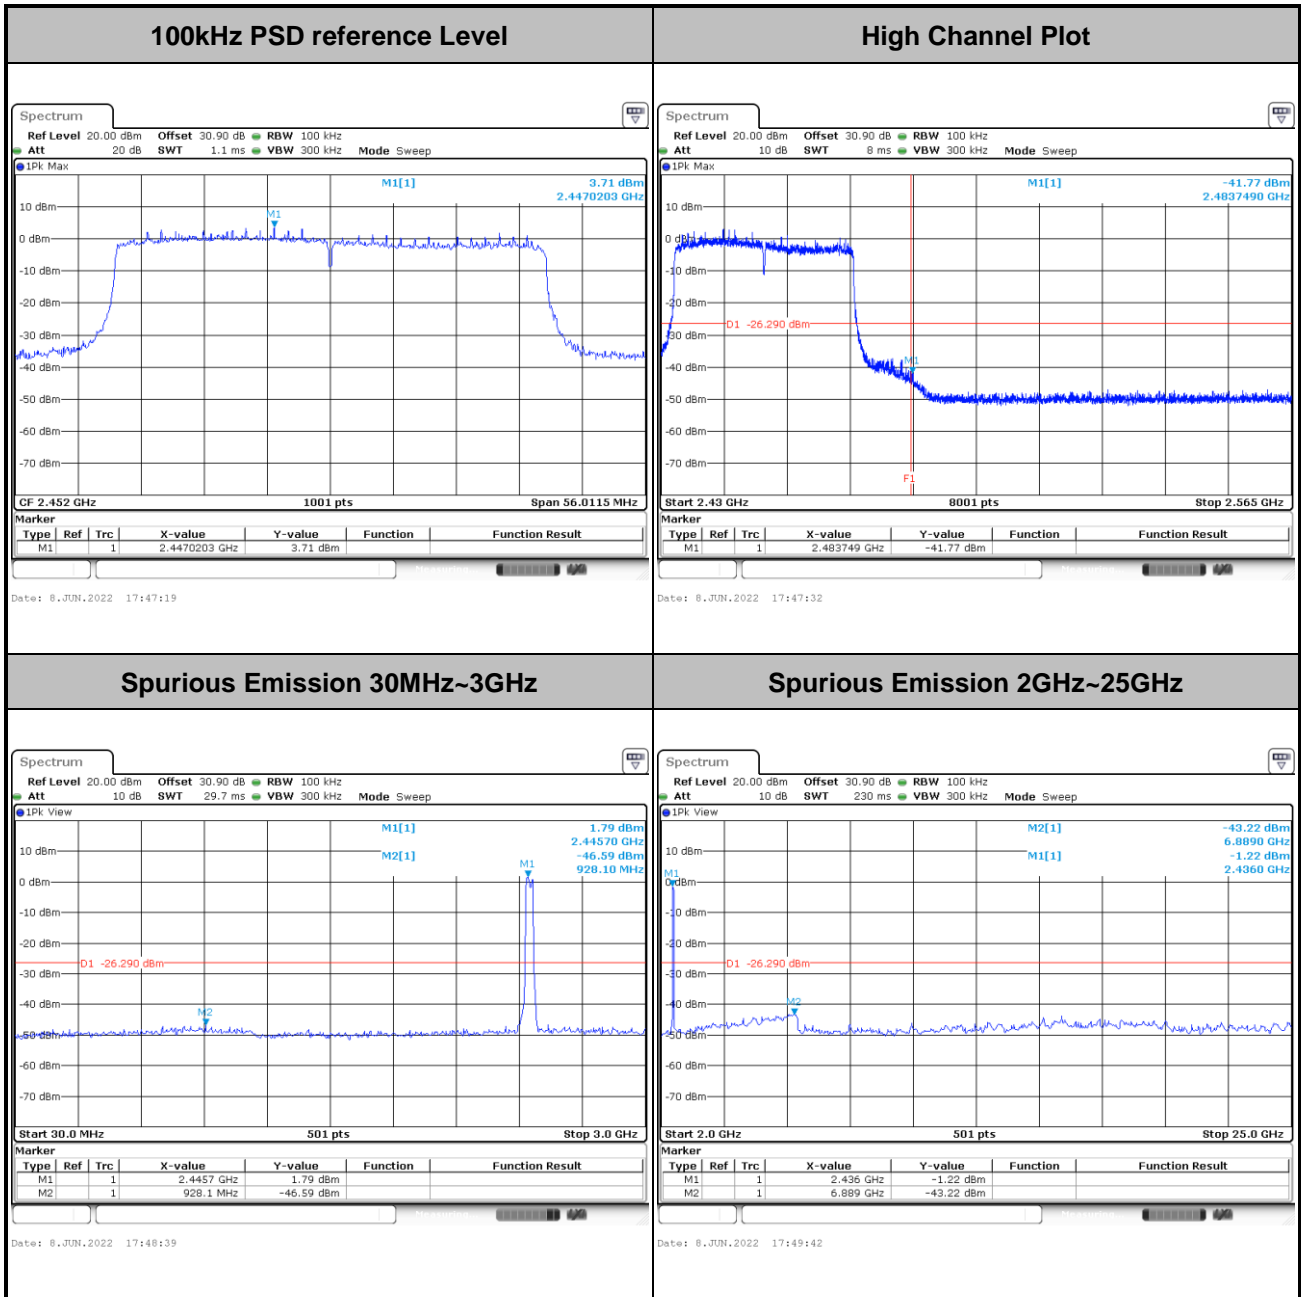 100kHz PSD reference Level
High Channel Plot
Spectrum
Ref Level 20.00 dBm Offset 30.90 dB RBW 100 kHz
Att 20 dB SWT 1.1 ms VBW 300 kHz Mode Sweep
1Pk Max
M1[1] 3.71 dBm
2.4470203 GHz
M1
10 dBm
0 dBm
-10 dBm
-20 dBm
-30 dBm
-40 dBm
-50 dBm
-60 dBm
-70 dBm
CF 2.452 GHz 1001 pts Span 56.0115 MHz
Marker
Type Ref Trc X-value Y-value Function Function Result
M1 1 2.4470203 GHz 3.71 dBm
Date: 8.JUN.2022 17:47:19
Spectrum
Ref Level 20.00 dBm Offset 30.90 dB RBW 100 kHz
Att 10 dB SWT 8 ms VBW 300 kHz Mode Sweep
1Pk Max
M1[1] -41.77 dBm
2.4837490 GHz
10 dBm
0 dBm
-10 dBm
-20 dBm
D1 -26.290 dBm
-30 dBm
M1
-40 dBm
-50 dBm
-60 dBm
-70 dBm
F1
Start 2.43 GHz 8001 pts Stop 2.565 GHz
Marker
Type Ref Trc X-value Y-value Function Function Result
M1 1 2.483749 GHz -41.77 dBm
Date: 8.JUN.2022 17:47:32
Spurious Emission 30MHz~3GHz
Spurious Emission 2GHz~25GHz
Spectrum
Ref Level 20.00 dBm Offset 30.90 dB RBW 100 kHz
Att 10 dB SWT 29.7 ms VBW 300 kHz Mode Sweep
1Pk View
M1[1] 1.79 dBm
2.44570 GHz
M2[1] -46.59 dBm
928.10 MHz
10 dBm
M1
0 dBm
-10 dBm
-20 dBm
D1 -26.290 dBm
-30 dBm
-40 dBm
M2
-50 dBm
-60 dBm
-70 dBm
Start 30.0 MHz 501 pts Stop 3.0 GHz
Marker
Type Ref Trc X-value Y-value Function Function Result
M1 1 2.4457 GHz 1.79 dBm
M2 1 928.1 MHz -46.59 dBm
Date: 8.JUN.2022 17:48:39
Spectrum
Ref Level 20.00 dBm Offset 30.90 dB RBW 100 kHz
Att 10 dB SWT 230 ms VBW 300 kHz Mode Sweep
1Pk View
M2[1] -43.22 dBm
6.8890 GHz
M1[1] -1.22 dBm
2.4360 GHz
10 dBm
M1
0 dBm
-10 dBm
-20 dBm
D1 -26.290 dBm
-30 dBm
-40 dBm
M2
-50 dBm
-60 dBm
-70 dBm
Start 2.0 GHz 501 pts Stop 25.0 GHz
Marker
Type Ref Trc X-value Y-value Function Function Result
M1 1 2.436 GHz -1.22 dBm
M2 1 6.889 GHz -43.22 dBm
Date: 8.JUN.2022 17:49:42